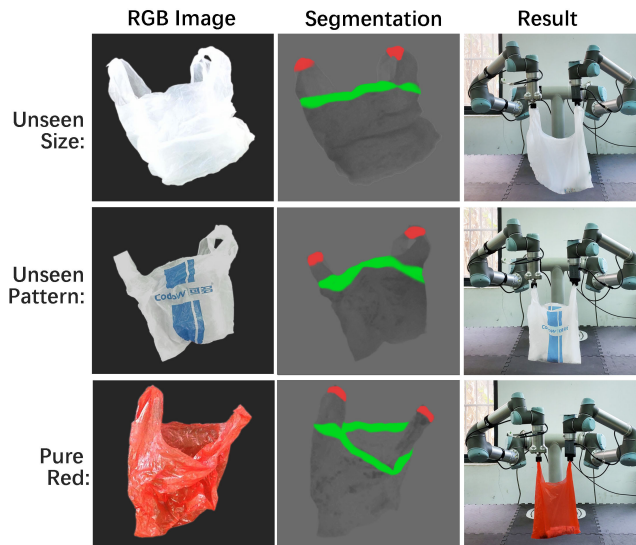 RGB Image
Segmentation
Result
Unseen
Size:
Unseen
Pattern:
Pure
Red: